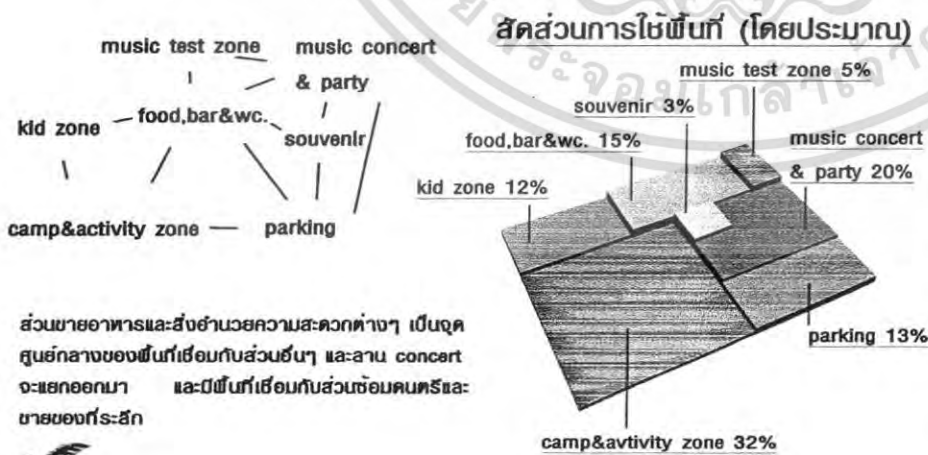 music test zone
music concert
& party
kid zone
food,bar&wc.
souvenir
camp&activity zone
parking
ส่วนขายอาหารและสิ่งอำนวยความสะดวกต่างๆ เป็นจุด
ศูนย์กลางของพื้นที่เชื่อมกับส่วนอื่นๆ และลาน concert
จะแยกออกมา และมีพื้นที่เชื่อมกับส่วนซ้อมดนตรีและ
ขายของที่ระลึก
สัดส่วนการใช้พื้นที่ (โดยประมาณ)
music test zone 5%
souvenir 3%
food,bar&wc. 15%
music concert
& party 20%
kid zone 12%
parking 13%
camp&avtivity zone 32%